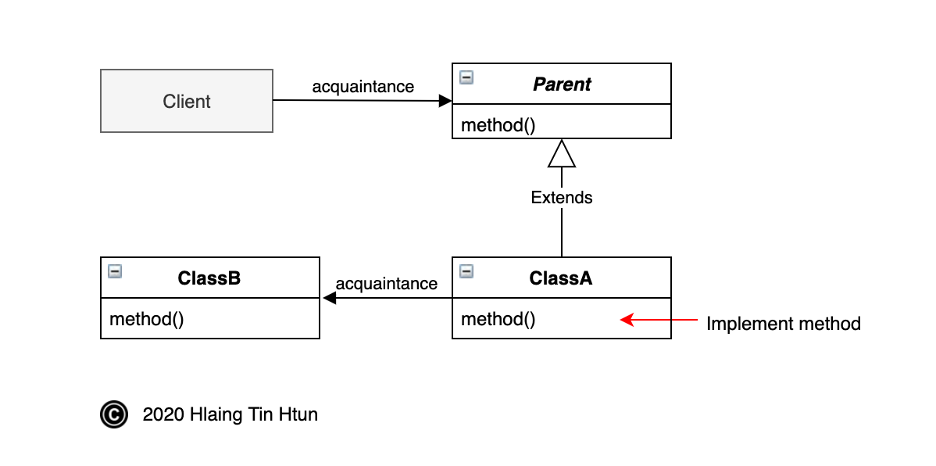 Client
acquaintance
Parent
method()
Extends
ClassB
method()
acquaintance
ClassA
method()
Implement method
© 2020 Hlaing Tin Htun